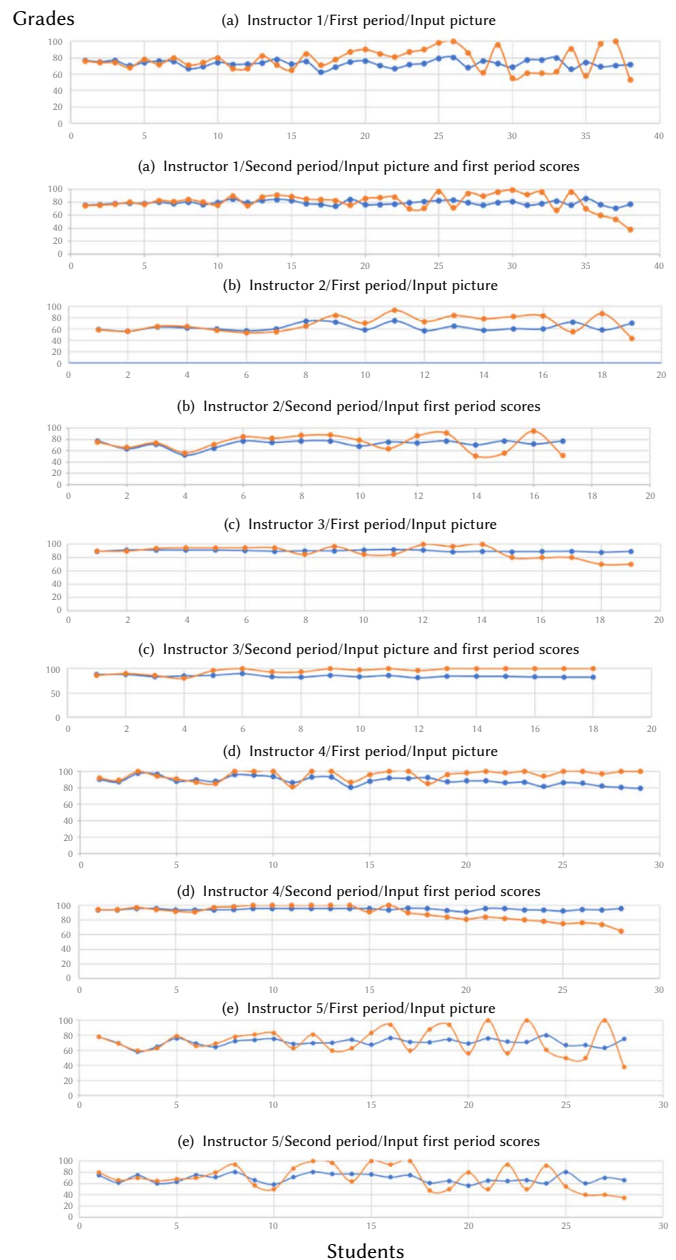 Grades
(a) Instructor 1/First period/Input picture
100
80
60
40
20
0
0 5 10 15 20 25 30 35 40
(a) Instructor 1/Second period/Input picture and first period scores
100
80
60
40
20
0
0 5 10 15 20 25 30 35 40
(b) Instructor 2/First period/Input picture
100
80
60
40
20
0
0 2 4 6 8 10 12 14 16 18 20
(b) Instructor 2/Second period/Input first period scores
100
80
60
40
20
0
0 2 4 6 8 10 12 14 16 18 20
(c) Instructor 3/First period/Input picture
100
80
60
40
20
0
0 2 4 6 8 10 12 14 16 18 20
(c) Instructor 3/Second period/Input picture and first period scores
100
50
0
0 2 4 6 8 10 12 14 16 18 20
(d) Instructor 4/First period/Input picture
100
80
60
40
20
0
0 5 10 15 20 25 30
(d) Instructor 4/Second period/Input first period scores
100
80
60
40
20
0
0 5 10 15 20 25 30
(e) Instructor 5/First period/Input picture
100
80
60
40
20
0
0 5 10 15 20 25 30
(e) Instructor 5/Second period/Input first period scores
100
80
60
40
20
0
0 5 10 15 20 25 30
Students